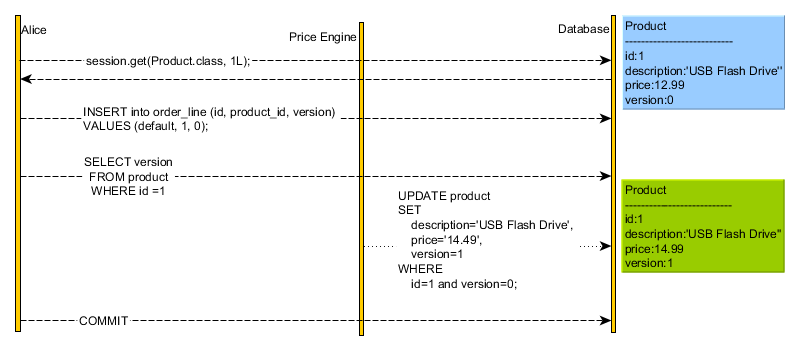 Alice
Price Engine
Database
Product
---------------------------
id:1
description:'USB Flash Drive''
price:12.99
version:0
session.get(Product.class, 1L);
INSERT into order_line (id, product_id, version)
VALUES (default, 1, 0);
SELECT version
FROM product
WHERE id =1
UPDATE product
SET
description='USB Flash Drive',
price='14.49',
version=1
WHERE
id=1 and version=0;
Product
---------------------------
id:1
description:'USB Flash Drive''
price:14.99
version:1
COMMIT